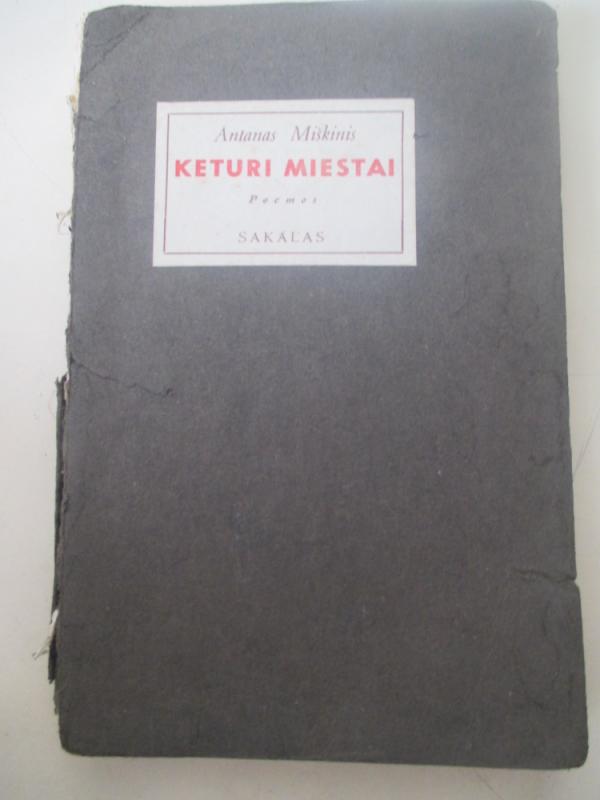 Antanas Miškinis
KETURI MIESTAI
Poemos
SAKALAS